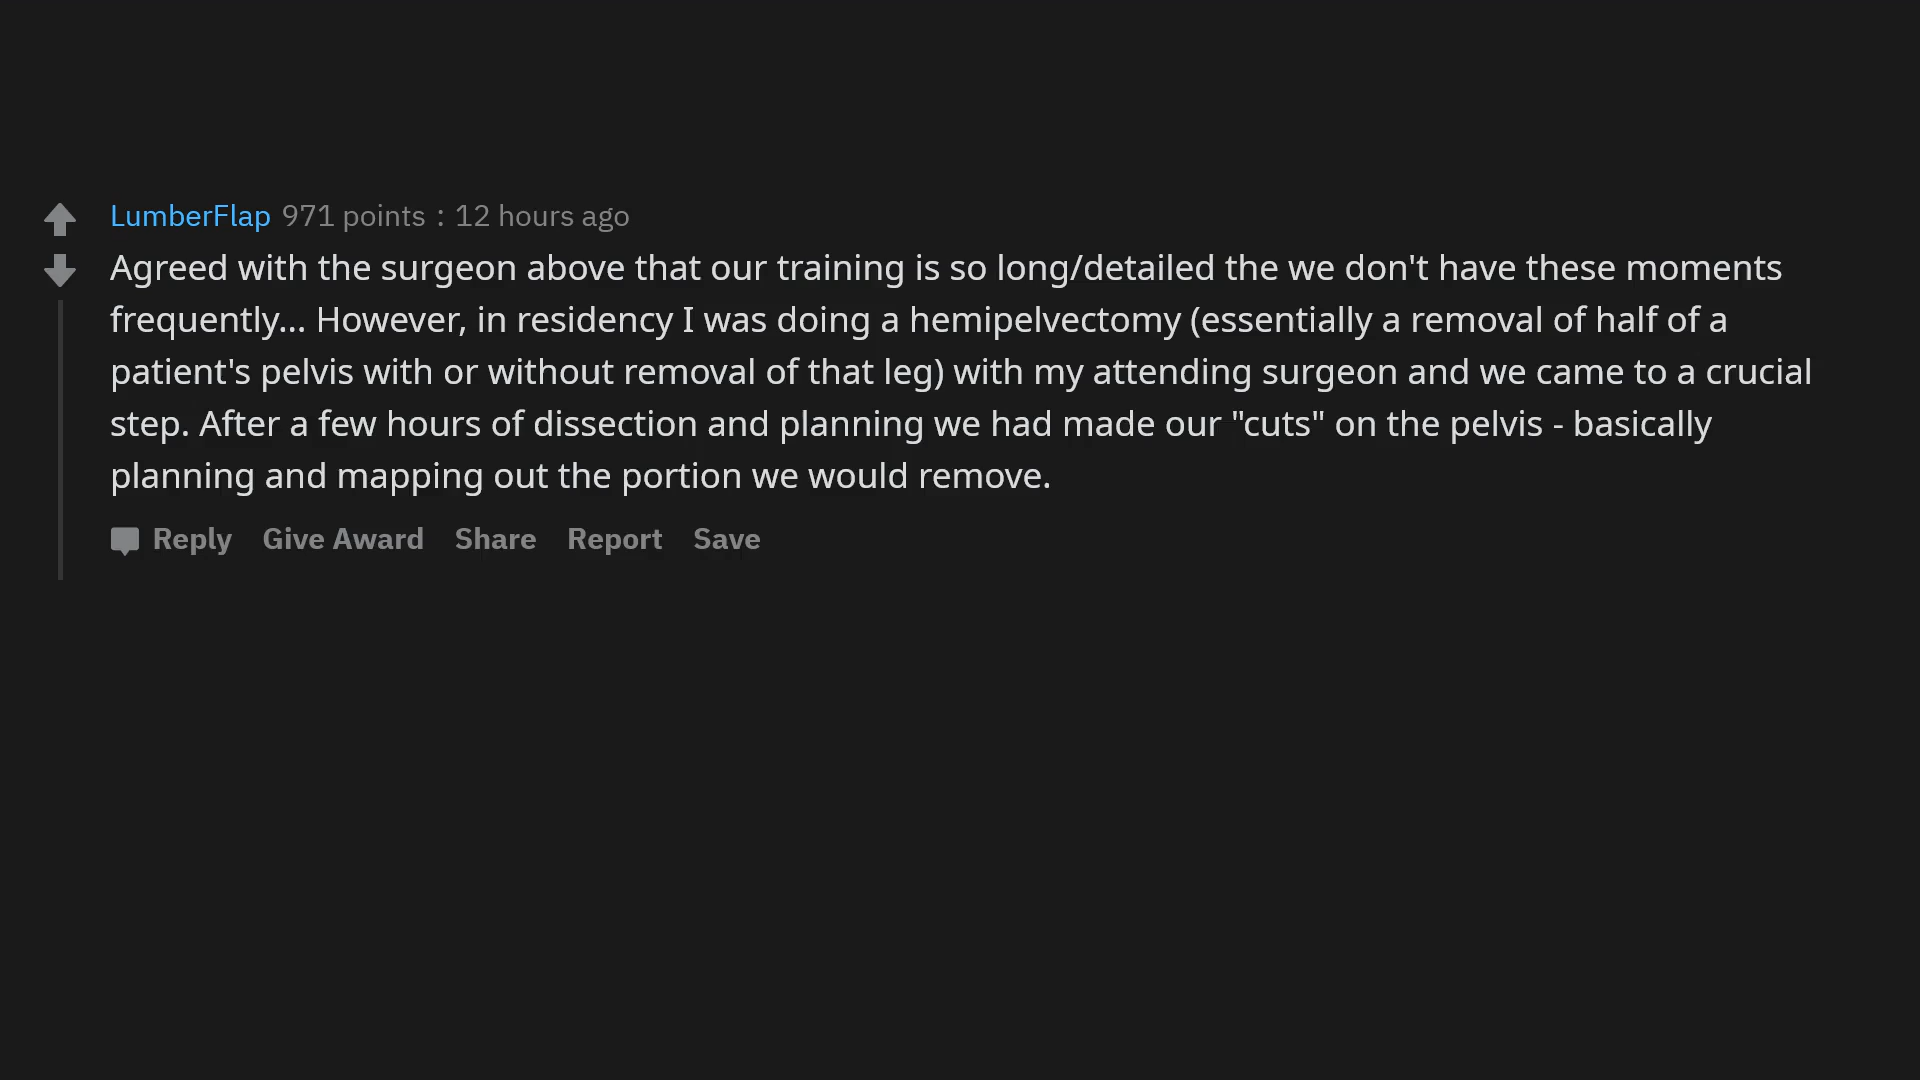 LumberFlap 971 points : 12 hours ago
Agreed with the surgeon above that our training is so long/detailed the we don't have these moments
frequently... However, in residency I was doing a hemipelvectomy (essentially a removal of half of a
patient's pelvis with or without removal of that leg) with my attending surgeon and we came to a crucial
step. After a few hours of dissection and planning we had made our "cuts" on the pelvis - basically
planning and mapping out the portion we would remove.
Reply Give Award Share Report Save